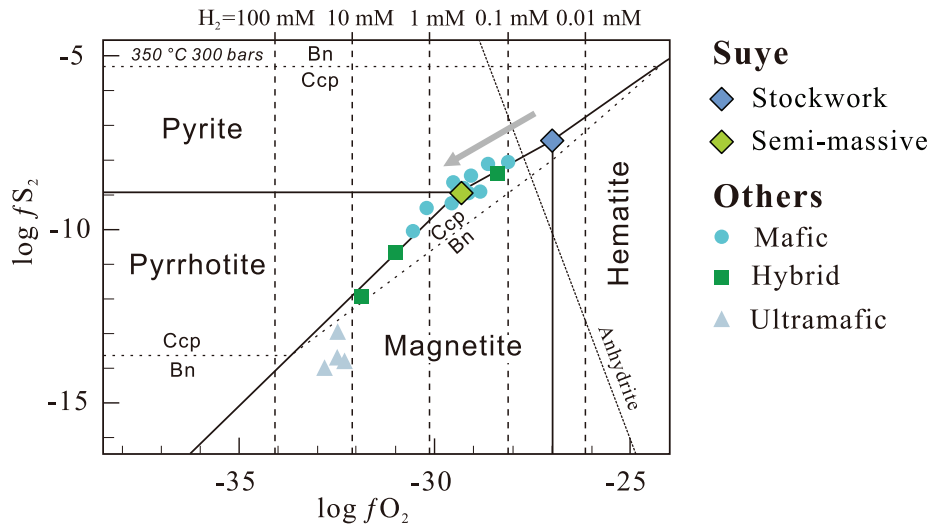 H₂=100 mM 10 mM 1 mM 0.1 mM 0.01 mM
350 °C 300 bars
Bn
Ccp
Pyrite
Pyrrhotite
Ccp
Bn
Ccp
Bn
Magnetite
Hematite
Anhydrite
-5
-10
-15
log fS₂
-35 -30 -25
log fO₂
Suye
Stockwork
Semi-massive
Others
Mafic
Hybrid
Ultramafic